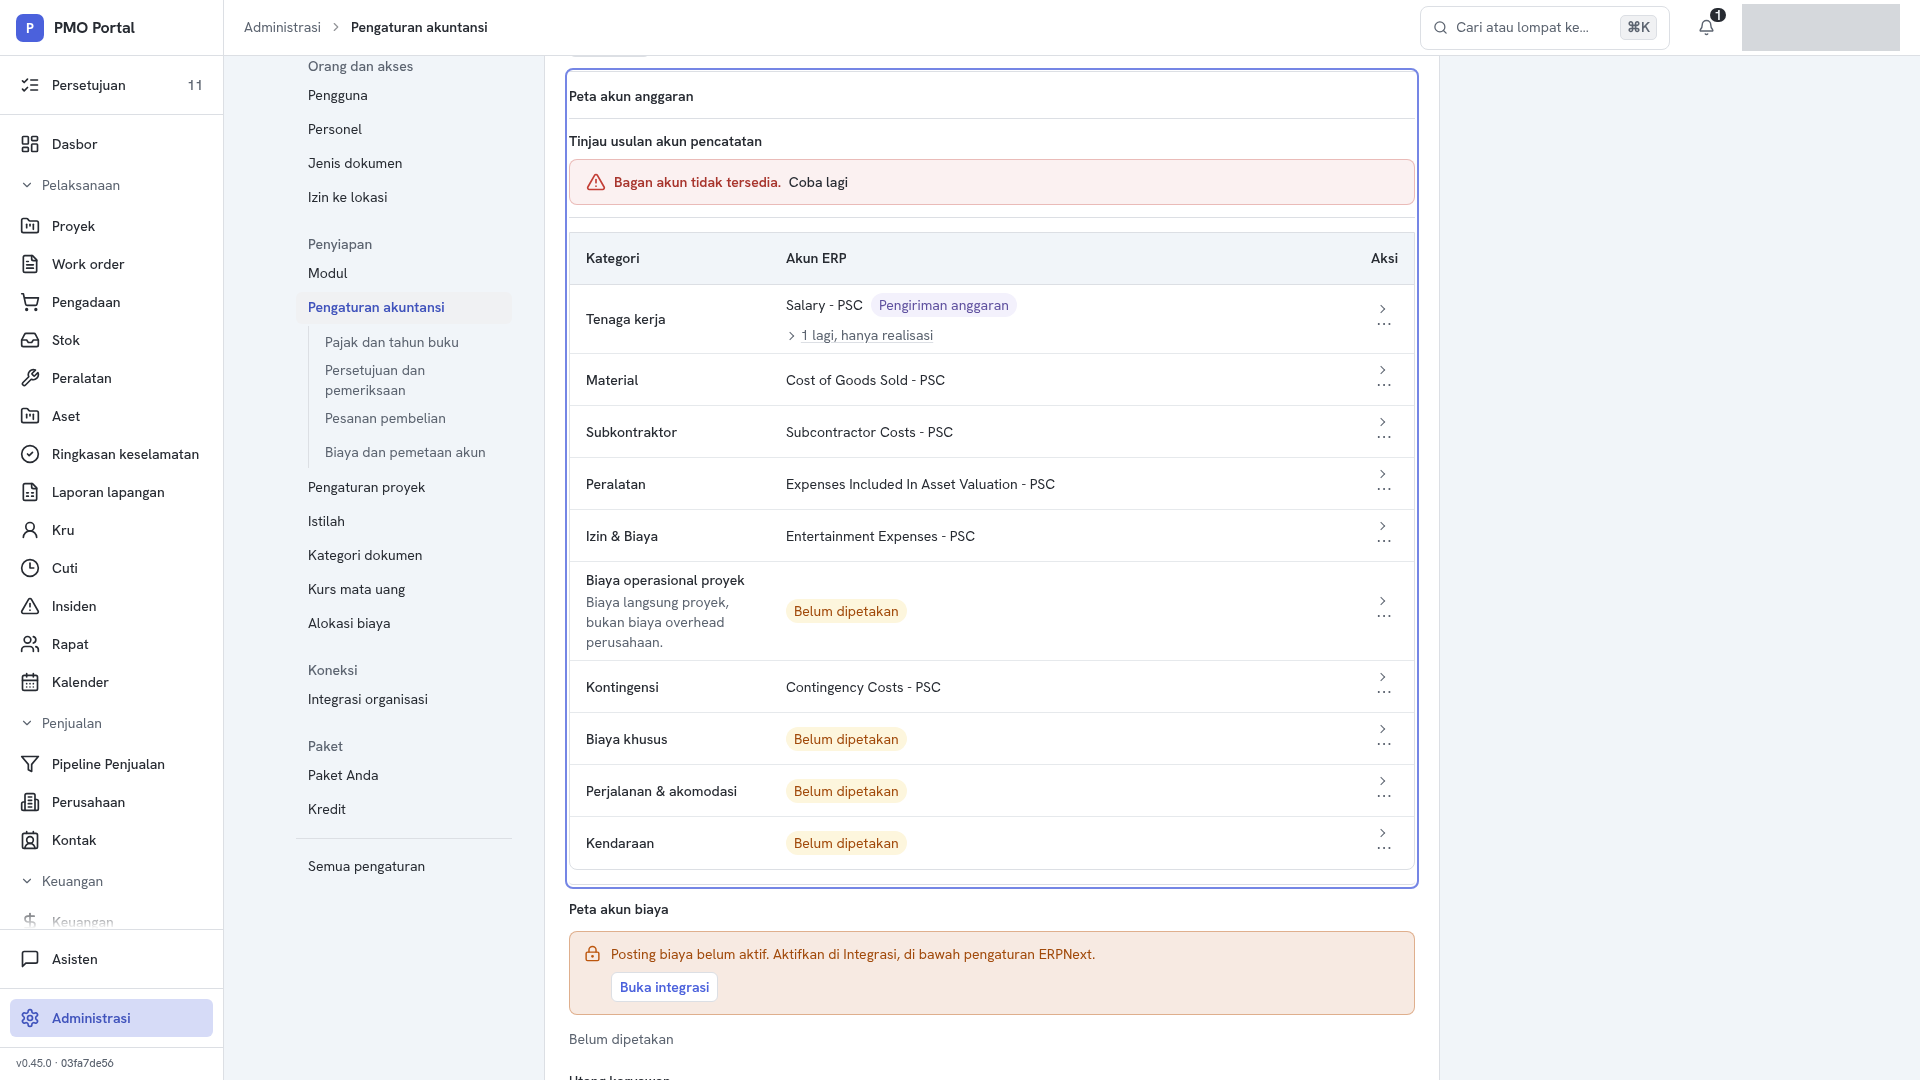 P PMO Portal
Administrasi > Pengaturan akuntansi
Cari atau lompat ke... ⌘K
1
Persetujuan 11
Dasbor
Pelaksanaan
Proyek
Work order
Pengadaan
Stok
Peralatan
Aset
Ringkasan keselamatan
Laporan lapangan
Kru
Cuti
Insiden
Rapat
Kalender
Penjualan
Pipeline Penjualan
Perusahaan
Kontak
Keuangan
Keuangan
Asisten
Administrasi
v0.45.0 · 03fa7de56
Orang dan akses
Pengguna
Personel
Jenis dokumen
Izin ke lokasi
Penyiapan
Modul
Pengaturan akuntansi
Pajak dan tahun buku
Persetujuan dan
pemeriksaan
Pesanan pembelian
Biaya dan pemetaan akun
Pengaturan proyek
Istilah
Kategori dokumen
Kurs mata uang
Alokasi biaya
Koneksi
Integrasi organisasi
Paket
Paket Anda
Kredit
Semua pengaturan
Peta akun anggaran
Tinjau usulan akun pencatatan
Bagan akun tidak tersedia. Coba lagi
Kategori Akun ERP Aksi
Tenaga kerja Salary - PSC Pengiriman anggaran
> 1 lagi, hanya realisasi
Material Cost of Goods Sold - PSC
Subkontraktor Subcontractor Costs - PSC
Peralatan Expenses Included In Asset Valuation - PSC
Izin & Biaya Entertainment Expenses - PSC
Biaya operasional proyek
Biaya langsung proyek,
bukan biaya overhead
perusahaan.
Belum dipetakan
Kontingensi Contingency Costs - PSC
Biaya khusus Belum dipetakan
Perjalanan & akomodasi Belum dipetakan
Kendaraan Belum dipetakan
Peta akun biaya
Posting biaya belum aktif. Aktifkan di Integrasi, di bawah pengaturan ERPNext.
Buka integrasi
Belum dipetakan
Utang karyawan